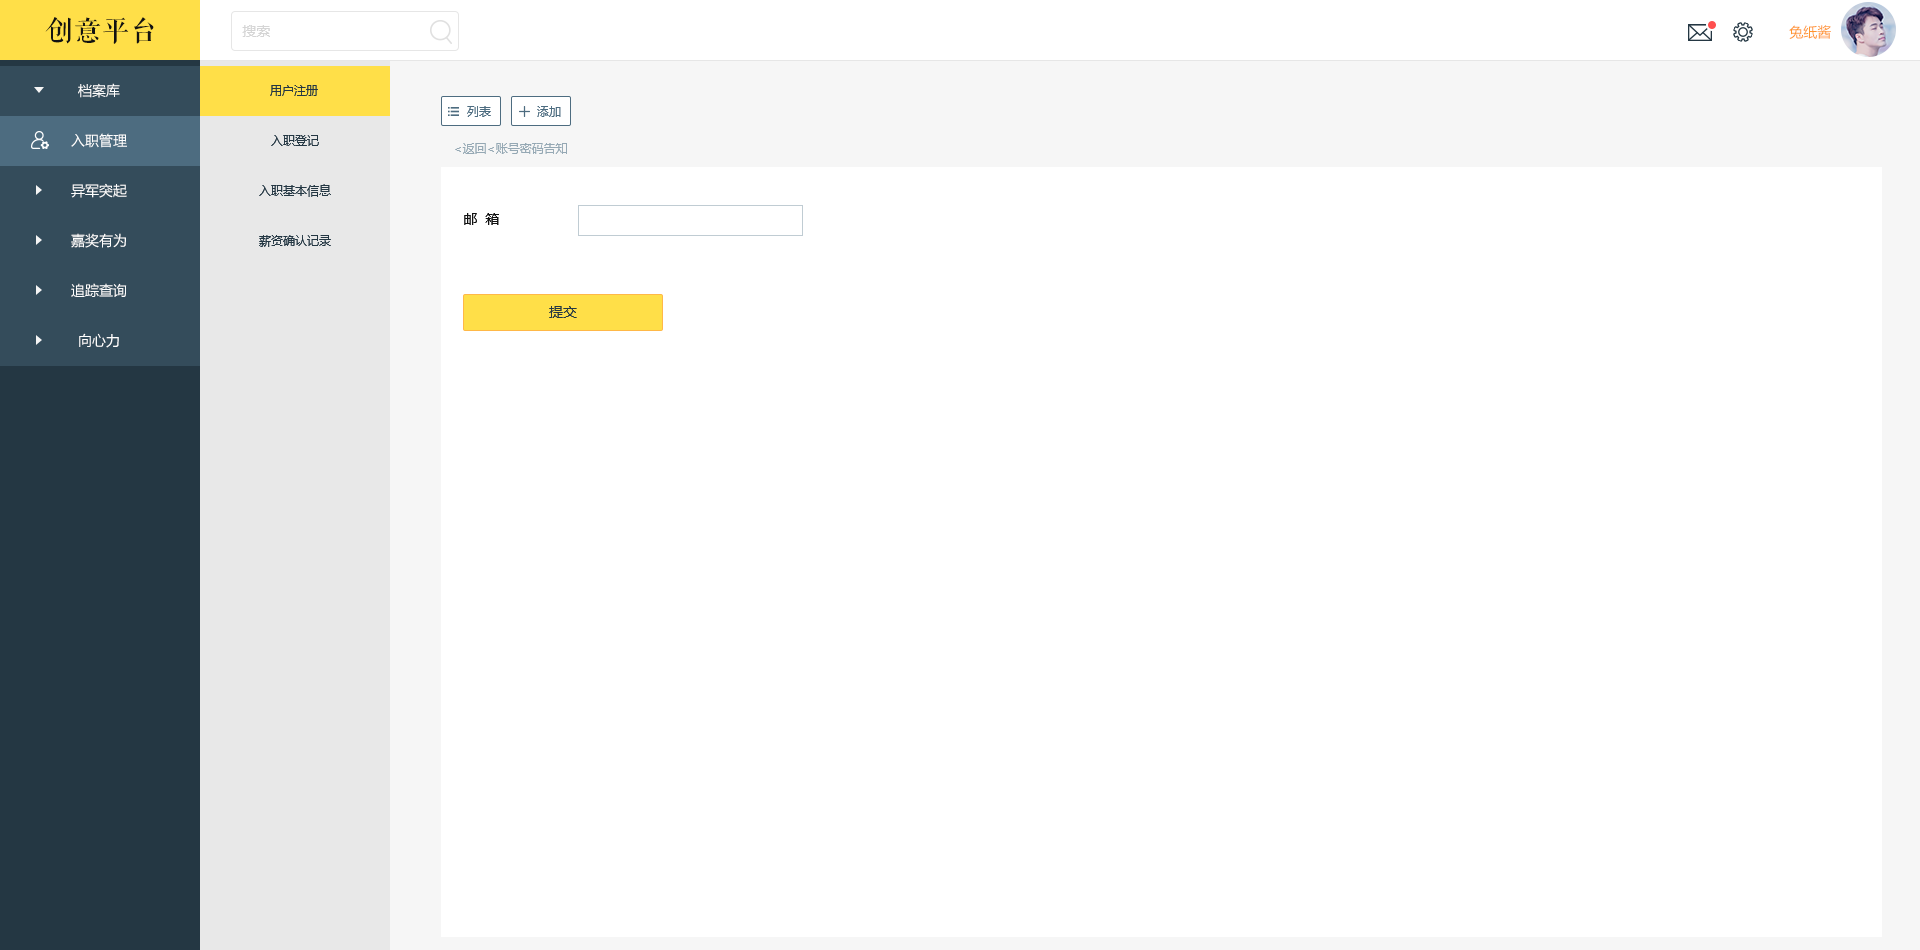 创意平台
搜索
兔纸酱
档案库
入职管理
异军突起
嘉奖有为
追踪查询
向心力
用户注册
入职登记
入职基本信息
薪资确认记录
列表
添加
<返回<账号密码告知
邮 箱
提交